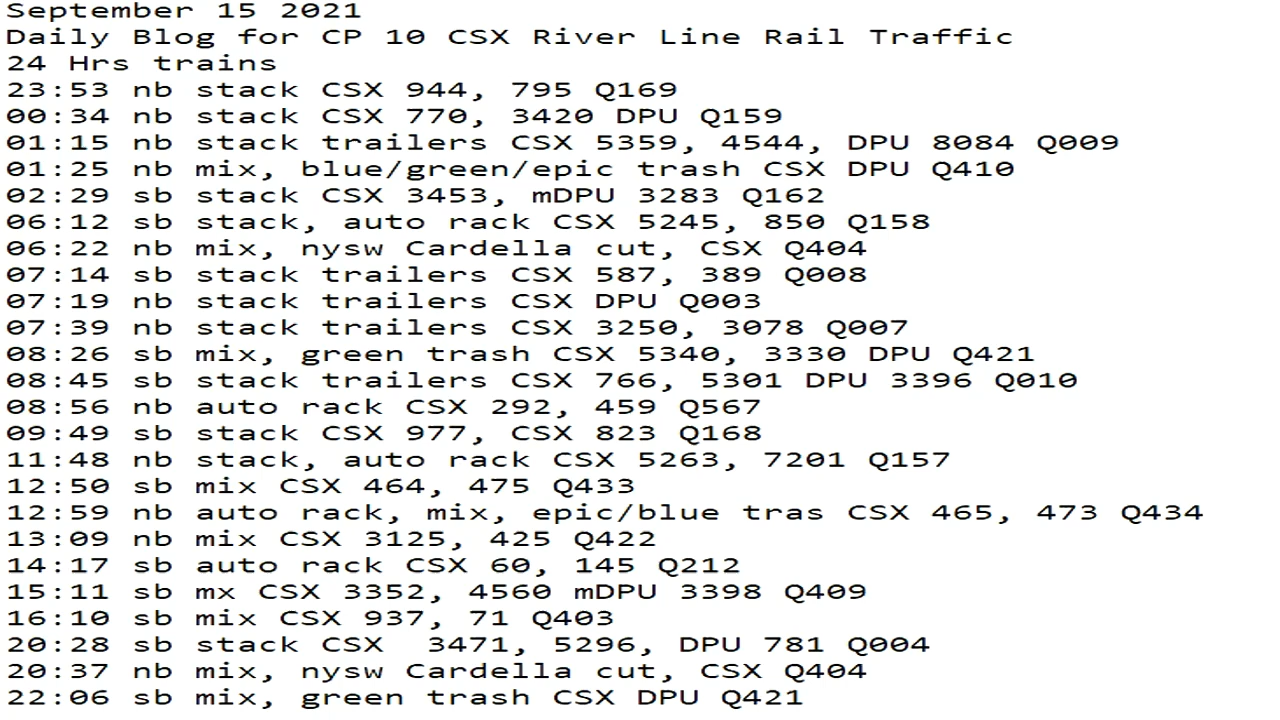 September 15 2021
Daily Blog for CP 10 CSX River Line Rail Traffic
24 Hrs trains
23:53 nb stack CSX 944, 795 Q169
00:34 nb stack CSX 770, 3420 DPU Q159
01:15 nb stack trailers CSX 5359, 4544, DPU 8084 Q009
01:25 nb mix, blue/green/epic trash CSX DPU Q410
02:29 sb stack CSX 3453, mDPU 3283 Q162
06:12 sb stack, auto rack CSX 5245, 850 Q158
06:22 nb mix, nysw Cardella cut, CSX Q404
07:14 sb stack trailers CSX 587, 389 Q008
07:19 nb stack trailers CSX DPU Q003
07:39 nb stack trailers CSX 3250, 3078 Q007
08:26 sb mix, green trash CSX 5340, 3330 DPU Q421
08:45 sb stack trailers CSX 766, 5301 DPU 3396 Q010
08:56 nb auto rack CSX 292, 459 Q567
09:49 sb stack CSX 977, CSX 823 Q168
11:48 nb stack, auto rack CSX 5263, 7201 Q157
12:50 sb mix CSX 464, 475 Q433
12:59 nb auto rack, mix, epic/blue tras CSX 465, 473 Q434
13:09 nb mix CSX 3125, 425 Q422
14:17 sb auto rack CSX 60, 145 Q212
15:11 sb mx CSX 3352, 4560 mDPU 3398 Q409
16:10 sb mix CSX 937, 71 Q403
20:28 sb stack CSX  3471, 5296, DPU 781 Q004
20:37 nb mix, nysw Cardella cut, CSX Q404
22:06 sb mix, green trash CSX DPU Q421